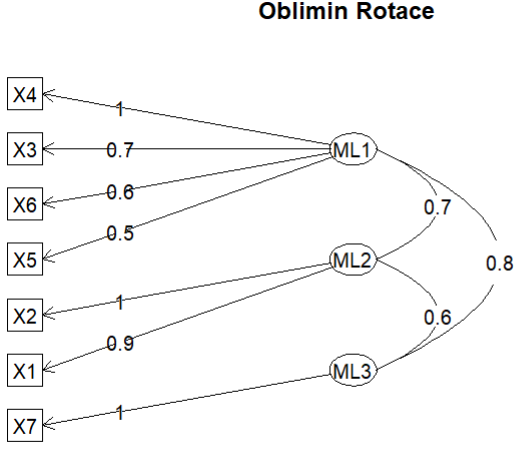 Oblimin Rotace
X4
1
X3
0.7
ML1
X6
0.6
0.7
X5
0.5
ML2
0.8
X2
1
0.6
X1
0.9
ML3
X7
1